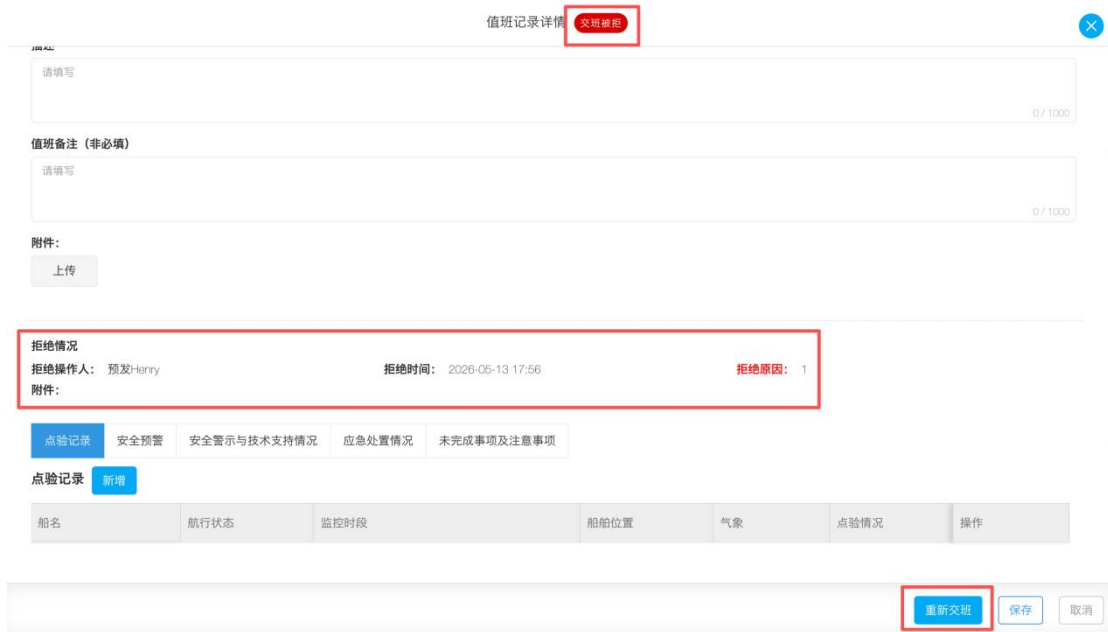 值班记录详情 交班被拒
描述
请填写
0 / 1000
值班备注（非必填）
请填写
0 / 1000
附件：
上传
拒绝情况
拒绝操作人： 预发Henry 拒绝时间： 2026-05-13 17:56 拒绝原因： 1
附件：
点验记录 安全预警 安全警示与技术支持情况 应急处置情况 未完成事项及注意事项
点验记录 新增
船名 航行状态 监控时段 船舶位置 气象 点验情况 操作
重新交班 保存 取消